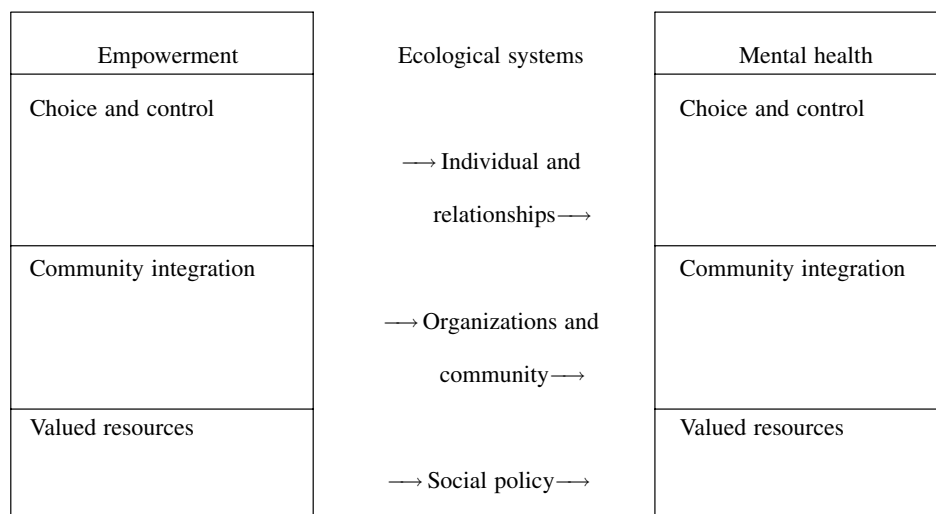 Empowerment Ecological systems Mental health
Choice and control Choice and control
⟶ Individual and
relationships ⟶
Community integration Community integration
⟶ Organizations and
community ⟶
Valued resources Valued resources
⟶ Social policy ⟶